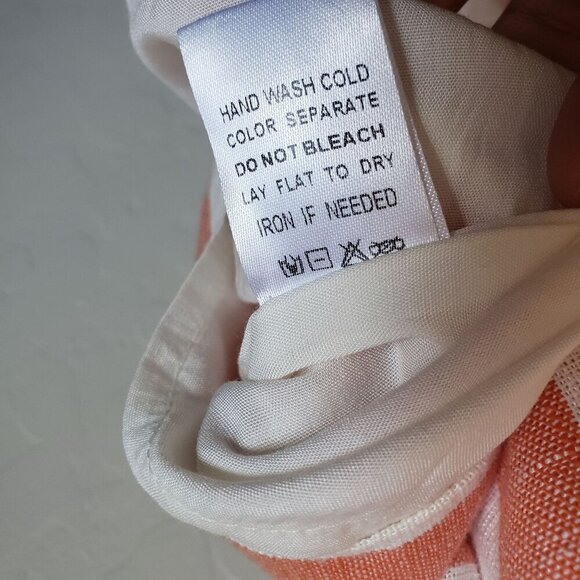 HAND WASH COLD
COLOR SEPARATE
DO NOT BLEACH
LAY FLAT TO DRY
IRON IF NEEDED